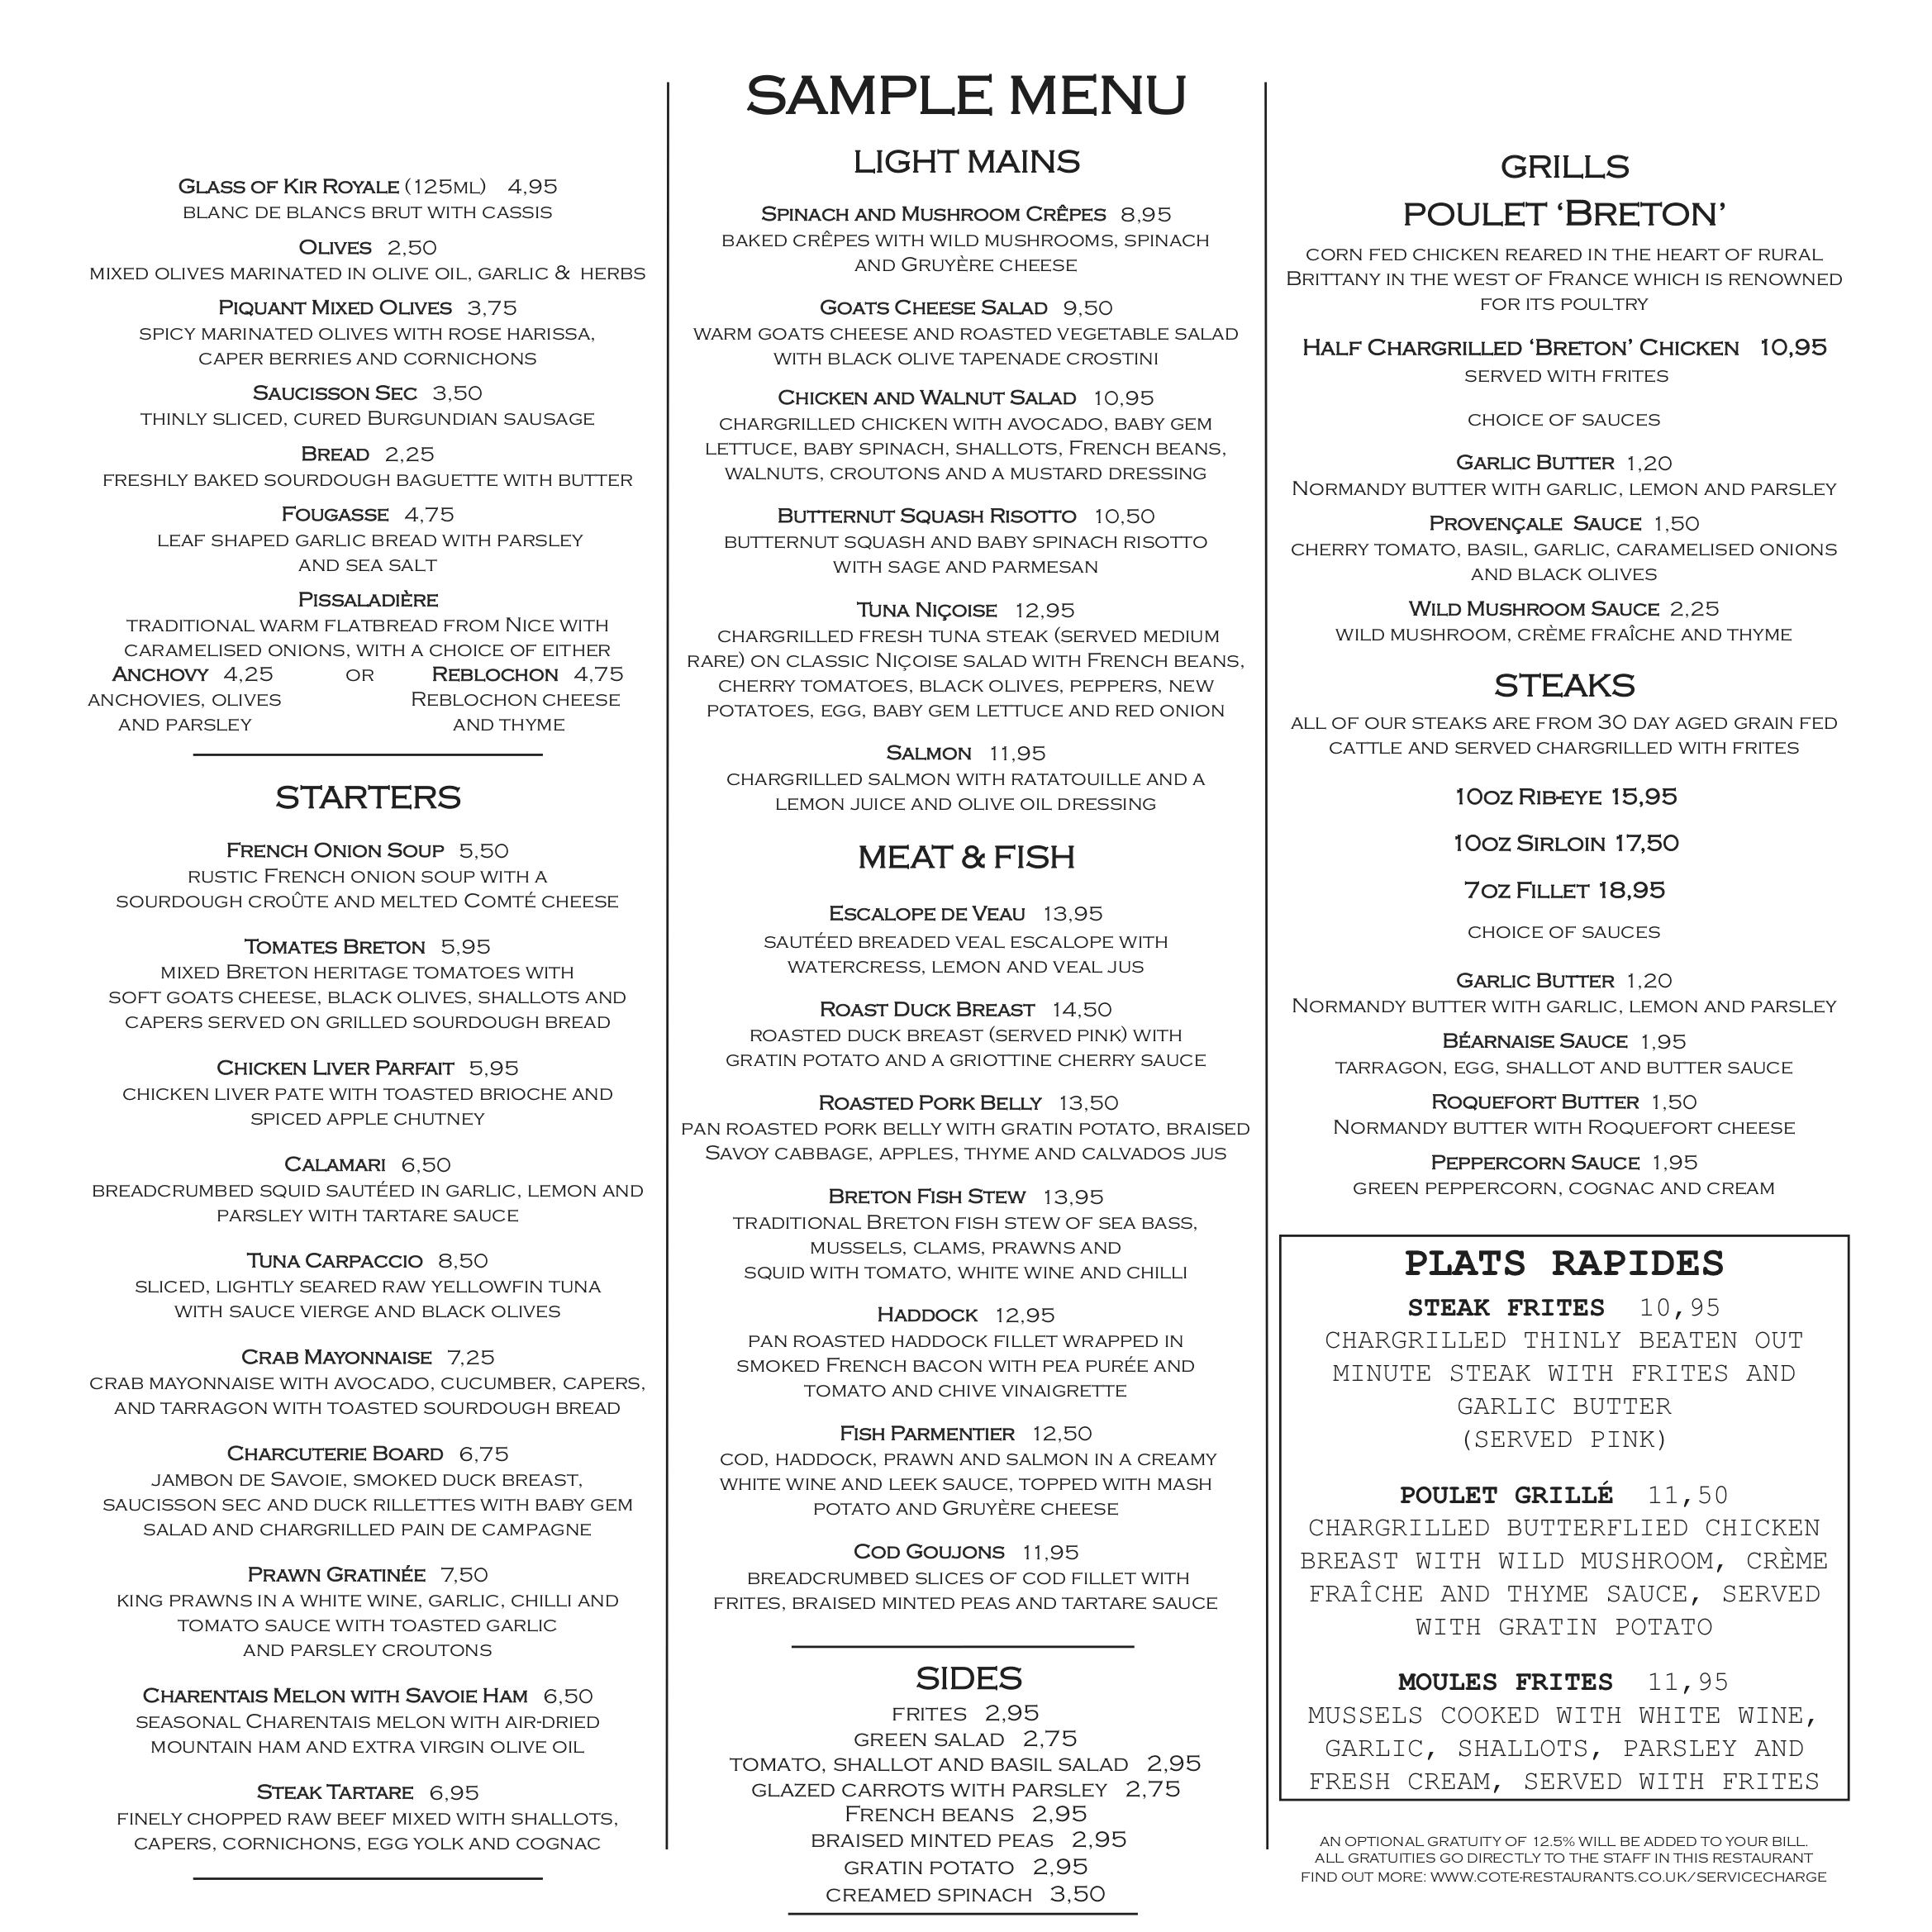 SAMPLE MENU
Glass of Kir Royale (125ml) 4,95
blanc de blancs brut with cassis
Olives 2,50
mixed olives marinated in olive oil, garlic & herbs
Piquant Mixed Olives 3,75
spicy marinated olives with rose harissa,
caper berries and cornichons
Saucisson Sec 3,50
thinly sliced, cured Burgundian sausage
Bread 2,25
freshly baked sourdough baguette with butter
Fougasse 4,75
leaf shaped garlic bread with parsley
and sea salt
Pissaladière
traditional warm flatbread from Nice with
caramelised onions, with a choice of either
Anchovy 4,25 or Reblochon 4,75
anchovies, olives Reblochon cheese
and parsley and thyme
STARTERS
French Onion Soup 5,50
rustic French onion soup with a
sourdough croûte and melted Comté cheese
Tomates Breton 5,95
mixed Breton heritage tomatoes with
soft goats cheese, black olives, shallots and
capers served on grilled sourdough bread
Chicken Liver Parfait 5,95
chicken liver pate with toasted brioche and
spiced apple chutney
Calamari 6,50
breadcrumbed squid sautéed in garlic, lemon and
parsley with tartare sauce
Tuna Carpaccio 8,50
sliced, lightly seared raw yellowfin tuna
with sauce vierge and black olives
Crab Mayonnaise 7,25
crab mayonnaise with avocado, cucumber, capers,
and tarragon with toasted sourdough bread
Charcuterie Board 6,75
jambon de Savoie, smoked duck breast,
saucisson sec and duck rillettes with baby gem
salad and chargrilled pain de campagne
Prawn Gratinée 7,50
king prawns in a white wine, garlic, chilli and
tomato sauce with toasted garlic
and parsley croutons
Charentais Melon with Savoie Ham 6,50
seasonal Charentais melon with air-dried
mountain ham and extra virgin olive oil
Steak Tartare 6,95
finely chopped raw beef mixed with shallots,
capers, cornichons, egg yolk and cognac
LIGHT MAINS
Spinach and Mushroom Crêpes 8,95
baked crêpes with wild mushrooms, spinach
and Gruyère cheese
Goats Cheese Salad 9,50
warm goats cheese and roasted vegetable salad
with black olive tapenade crostini
Chicken and Walnut Salad 10,95
chargrilled chicken with avocado, baby gem
lettuce, baby spinach, shallots, French beans,
walnuts, croutons and a mustard dressing
Butternut Squash Risotto 10,50
butternut squash and baby spinach risotto
with sage and parmesan
Tuna Niçoise 12,95
chargrilled fresh tuna steak (served medium
rare) on classic Niçoise salad with French beans,
cherry tomatoes, black olives, peppers, new
potatoes, egg, baby gem lettuce and red onion
Salmon 11,95
chargrilled salmon with ratatouille and a
lemon juice and olive oil dressing
MEAT & FISH
Escalope de Veau 13,95
sautéed breaded veal escalope with
watercress, lemon and veal jus
Roast Duck Breast 14,50
roasted duck breast (served pink) with
gratin potato and a griottine cherry sauce
Roasted Pork Belly 13,50
pan roasted pork belly with gratin potato, braised
Savoy cabbage, apples, thyme and calvados jus
Breton Fish Stew 13,95
traditional Breton fish stew of sea bass,
mussels, clams, prawns and
squid with tomato, white wine and chilli
Haddock 12,95
pan roasted haddock fillet wrapped in
smoked French bacon with pea purée and
tomato and chive vinaigrette
Fish Parmentier 12,50
cod, haddock, prawn and salmon in a creamy
white wine and leek sauce, topped with mash
potato and Gruyère cheese
Cod Goujons 11,95
breadcrumbed slices of cod fillet with
frites, braised minted peas and tartare sauce
SIDES
frites 2,95
green salad 2,75
tomato, shallot and basil salad 2,95
glazed carrots with parsley 2,75
French beans 2,95
braised minted peas 2,95
gratin potato 2,95
creamed spinach 3,50
GRILLS
POULET ‘Breton’
corn fed chicken reared in the heart of rural
Brittany in the west of France which is renowned
for its poultry
Half Chargrilled ‘Breton’ Chicken 10,95
served with frites
choice of sauces
Garlic Butter 1,20
Normandy butter with garlic, lemon and parsley
Provençale Sauce 1,50
cherry tomato, basil, garlic, caramelised onions
and black olives
Wild Mushroom Sauce 2,25
wild mushroom, crème fraîche and thyme
STEAKS
all of our steaks are from 30 day aged grain fed
cattle and served chargrilled with frites
10oz Rib-eye 15,95
10oz Sirloin 17,50
7oz Fillet 18,95
choice of sauces
Garlic Butter 1,20
Normandy butter with garlic, lemon and parsley
Béarnaise Sauce 1,95
tarragon, egg, shallot and butter sauce
Roquefort Butter 1,50
Normandy butter with Roquefort cheese
Peppercorn Sauce 1,95
green peppercorn, cognac and cream
PLATS RAPIDES
STEAK FRITES 10,95
CHARGRILLED THINLY BEATEN OUT
MINUTE STEAK WITH FRITES AND
GARLIC BUTTER
(SERVED PINK)
POULET GRILLÉ 11,50
CHARGRILLED BUTTERFLIED CHICKEN
BREAST WITH WILD MUSHROOM, CRÈME
FRAÎCHE AND THYME SAUCE, SERVED
WITH GRATIN POTATO
MOULES FRITES 11,95
MUSSELS COOKED WITH WHITE WINE,
GARLIC, SHALLOTS, PARSLEY AND
FRESH CREAM, SERVED WITH FRITES
an optional gratuity of 12.5% will be added to your bill.
all gratuities go directly to the staff in this restaurant
find out more: www.cote-restaurants.co.uk/servicecharge